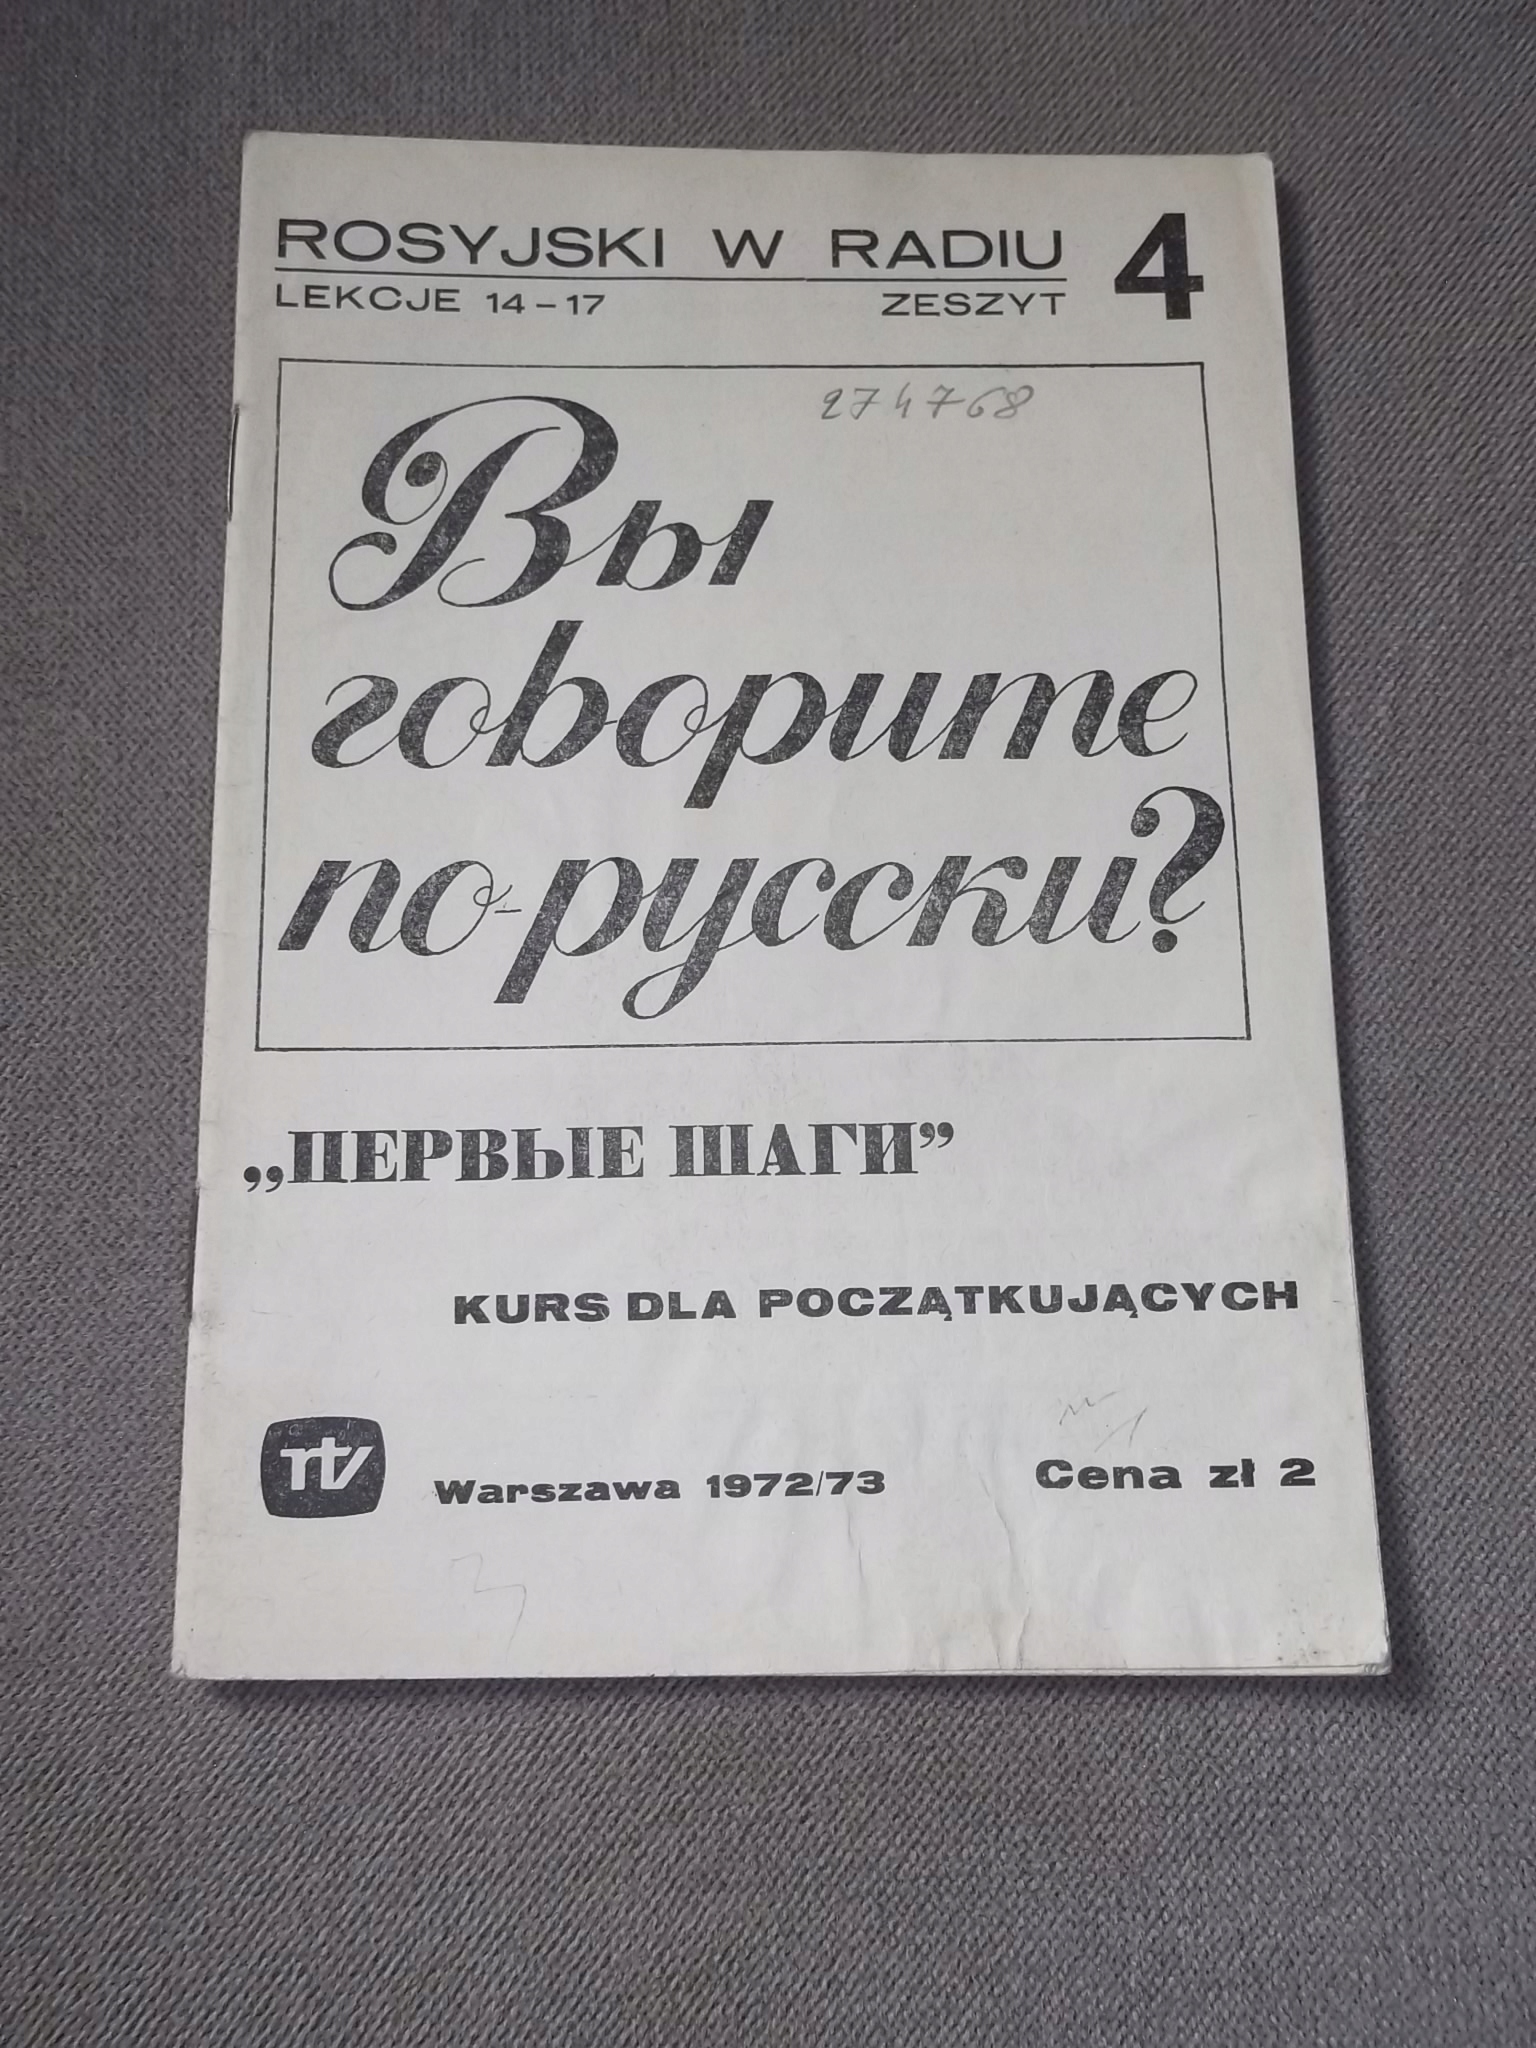 ROSYJSKI W RADIU 4
LEKCJE 14-17 ZESZYT
274768
Вы
говорите
по-русски?
„ПЕРВЫЕ ШАГИ”
KURS DLA POCZĄTKUJĄCYCH
rtv
Warszawa 1972/73 Cena zł 2